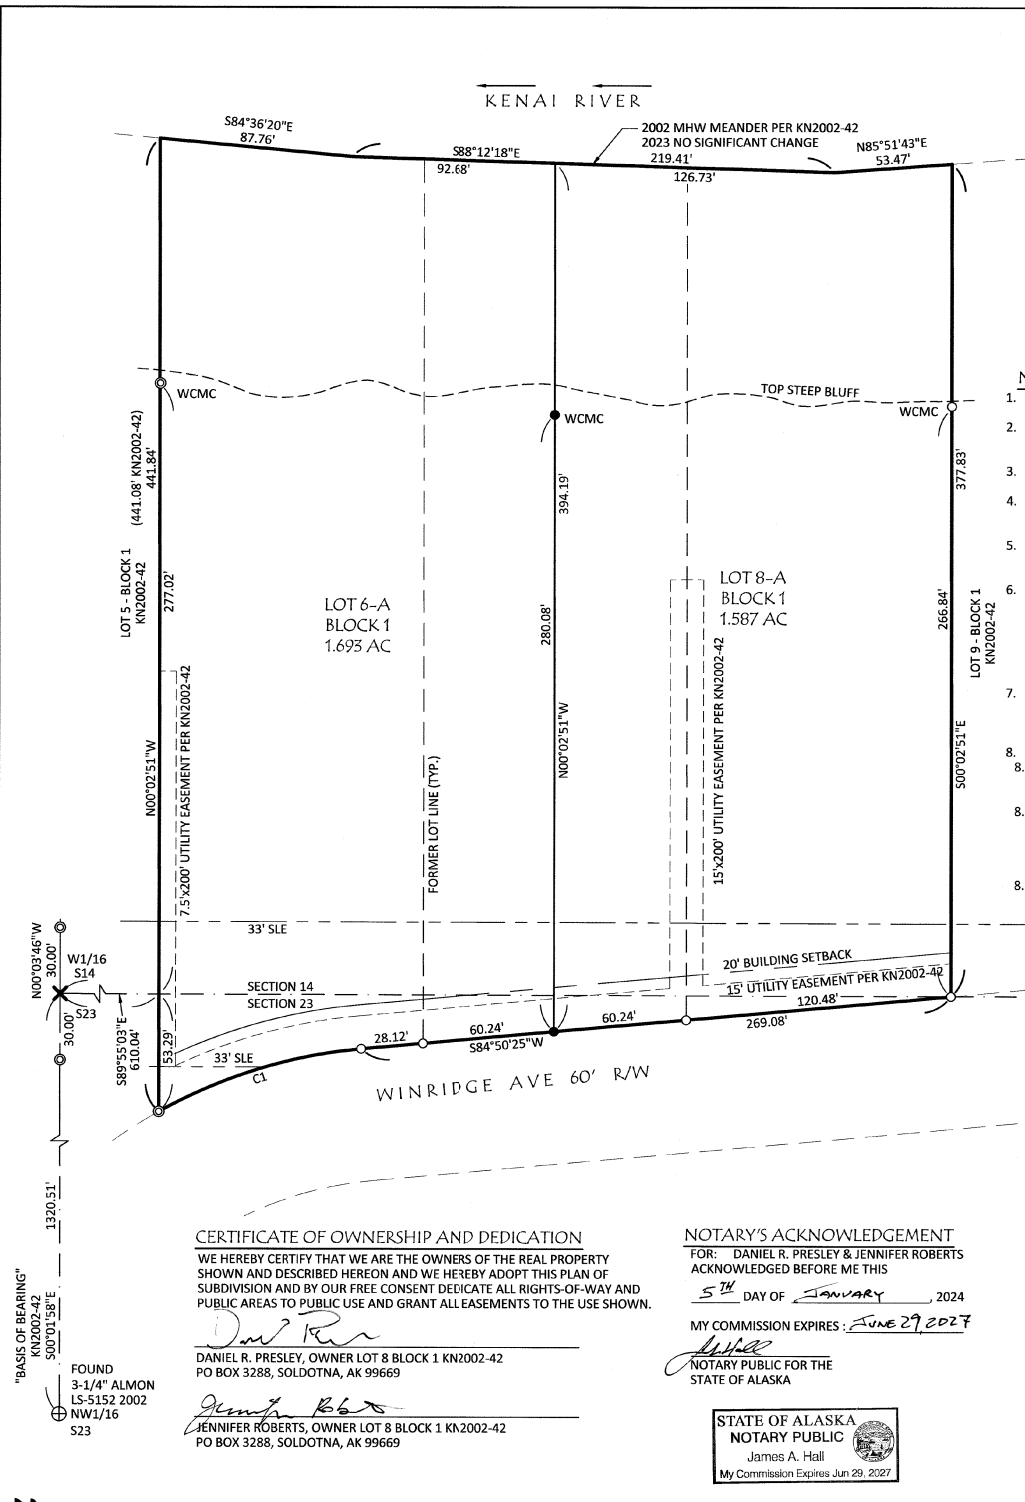 KENAI RIVER
S84°36'20"E
87.76'
2002 MHW MEANDER PER KN2002-42
2023 NO SIGNIFICANT CHANGE
S88°12'18"E
92.68'
219.41'
126.73'
N85°51'43"E
53.47'
TOP STEEP BLUFF
WCMC
WCMC
WCMC
1.
2.
3.
4.
5.
6.
7.
8.
8.
8.
8.
(441.08' KN2002-42)
441.84'
394.19'
377.83'
LOT 5 - BLOCK 1
KN2002-42
277.02'
LOT 6-A
BLOCK 1
1.693 AC
280.08'
LOT 8-A
BLOCK 1
1.587 AC
266.84'
LOT 9 - BLOCK 1
KN2002-42
N00°02'51"W
7.5'x200' UTILITY EASEMENT PER KN2002-42
FORMER LOT LINE (TYP.)
N00°02'51"W
15'x200' UTILITY EASEMENT PER KN2002-42
S00°02'51"E
33' SLE
N00°03'46"W
30.00'
W1/16
S14
S23
30.00'
S89°55'03"E
610.04'
53.29'
SECTION 14
SECTION 23
20' BUILDING SETBACK
15' UTILITY EASEMENT PER KN2002-42
120.48'
33' SLE
C1
28.12'
60.24'
S84°50'25"W
60.24'
269.08'
WINRIDGE AVE 60' R/W
1320.51'
"BASIS OF BEARING"
KN2002-42
S00°01'58"E
FOUND
3-1/4" ALMON
LS-5152 2002
NW1/16
S23
CERTIFICATE OF OWNERSHIP AND DEDICATION
WE HEREBY CERTIFY THAT WE ARE THE OWNERS OF THE REAL PROPERTY
SHOWN AND DESCRIBED HEREON AND WE HEREBY ADOPT THIS PLAN OF
SUBDIVISION AND BY OUR FREE CONSENT DEDICATE ALL RIGHTS-OF-WAY AND
PUBLIC AREAS TO PUBLIC USE AND GRANT ALL EASEMENTS TO THE USE SHOWN.
DANIEL R. PRESLEY, OWNER LOT 8 BLOCK 1 KN2002-42
PO BOX 3288, SOLDOTNA, AK 99669
JENNIFER ROBERTS, OWNER LOT 8 BLOCK 1 KN2002-42
PO BOX 3288, SOLDOTNA, AK 99669
NOTARY'S ACKNOWLEDGEMENT
FOR: DANIEL R. PRESLEY & JENNIFER ROBERTS
ACKNOWLEDGED BEFORE ME THIS
5TH DAY OF JANUARY, 2024
MY COMMISSION EXPIRES: JUNE 29, 2027
NOTARY PUBLIC FOR THE
STATE OF ALASKA
STATE OF ALASKA
NOTARY PUBLIC
James A. Hall
My Commission Expires Jun 29, 2027